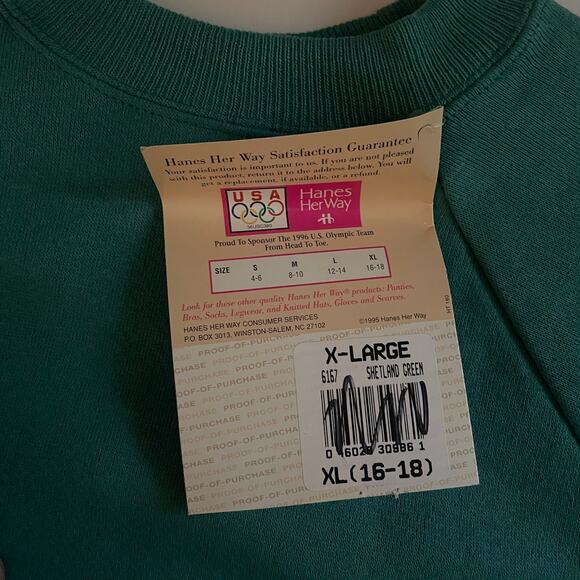 Hanes Her Way Satisfaction Guarantee
Your satisfaction is important to us. If you are not pleased
with this product, return it to the address below. You will
get a replacement, if available, or a refund.
USA
36USC380
Hanes
HerWay
Proud To Sponsor The 1996 U.S. Olympic Team
From Head To Toe.
SIZE S M L XL
4-6 8-10 12-14 16-18
Look for these other quality Hanes Her Way® products: Panties,
Bras, Socks, Legwear, and Knitted Hats, Gloves and Scarves.
HANES HER WAY CONSUMER SERVICES
P.O. BOX 3013, WINSTON-SALEM, NC 27102
©1995 Hanes Her Way
HT 160
PROOF-OF-PURCHASE
X-LARGE
6167 SHETLAND GREEN
XL(16-18)